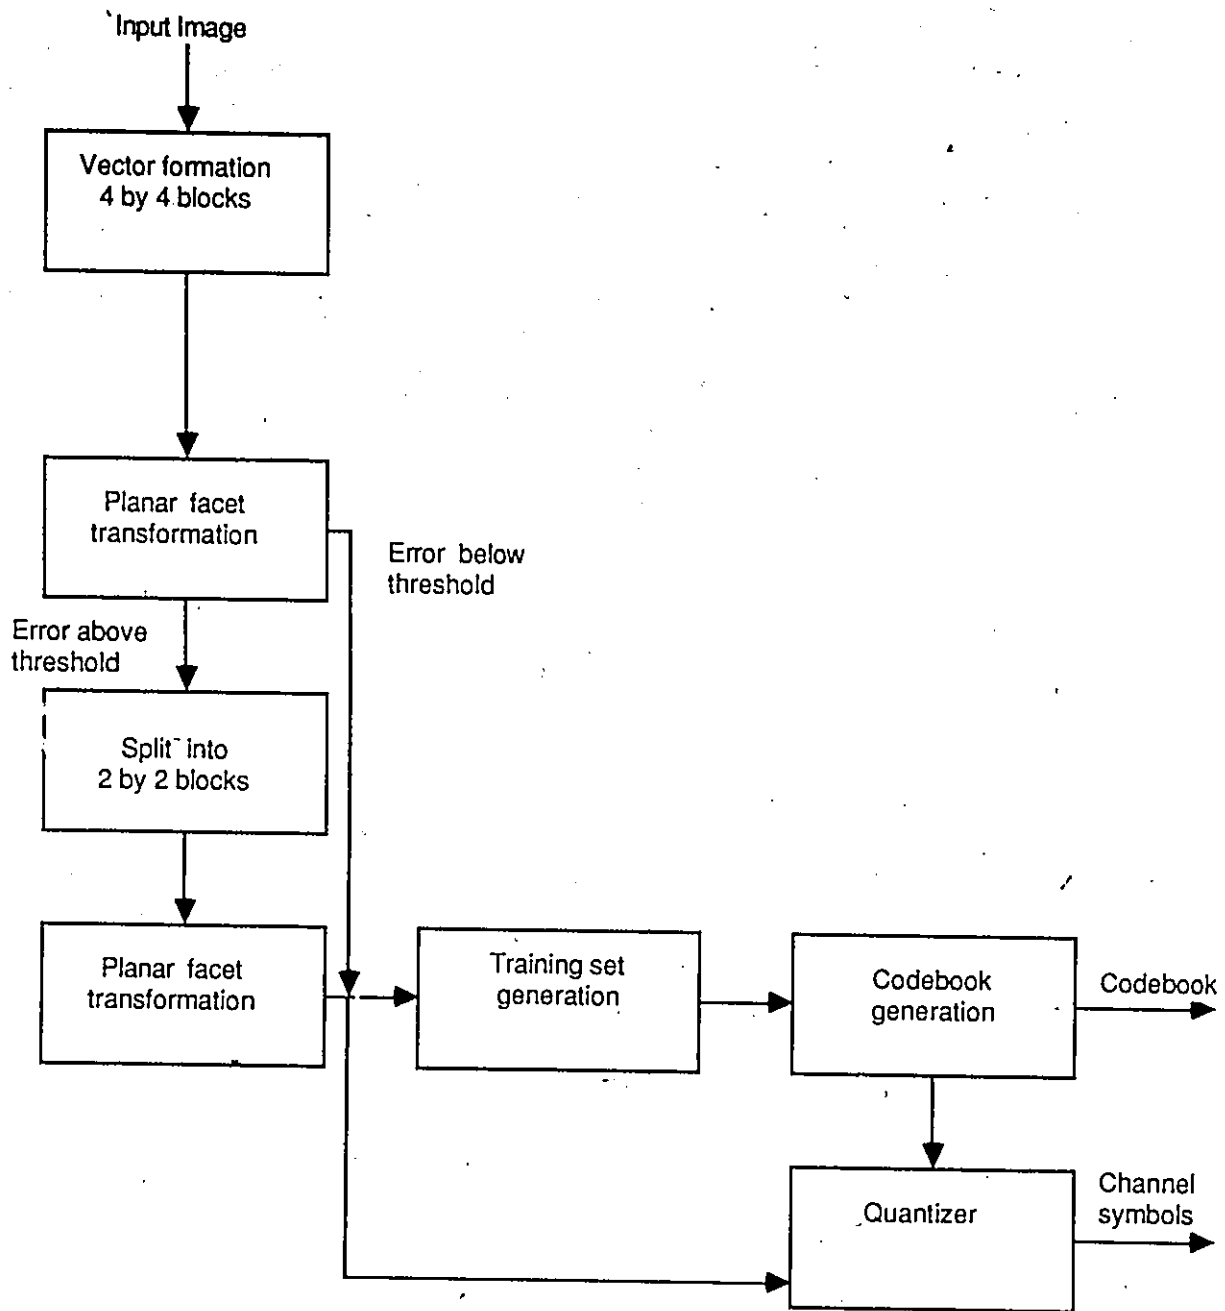 Input Image
Vector formation
4 by 4 blocks
Planar facet
transformation
Error below
threshold
Error above
threshold
Split into
2 by 2 blocks
Planar facet
transformation
Training set
generation
Codebook
generation
Codebook
Quantizer
Channel
symbols